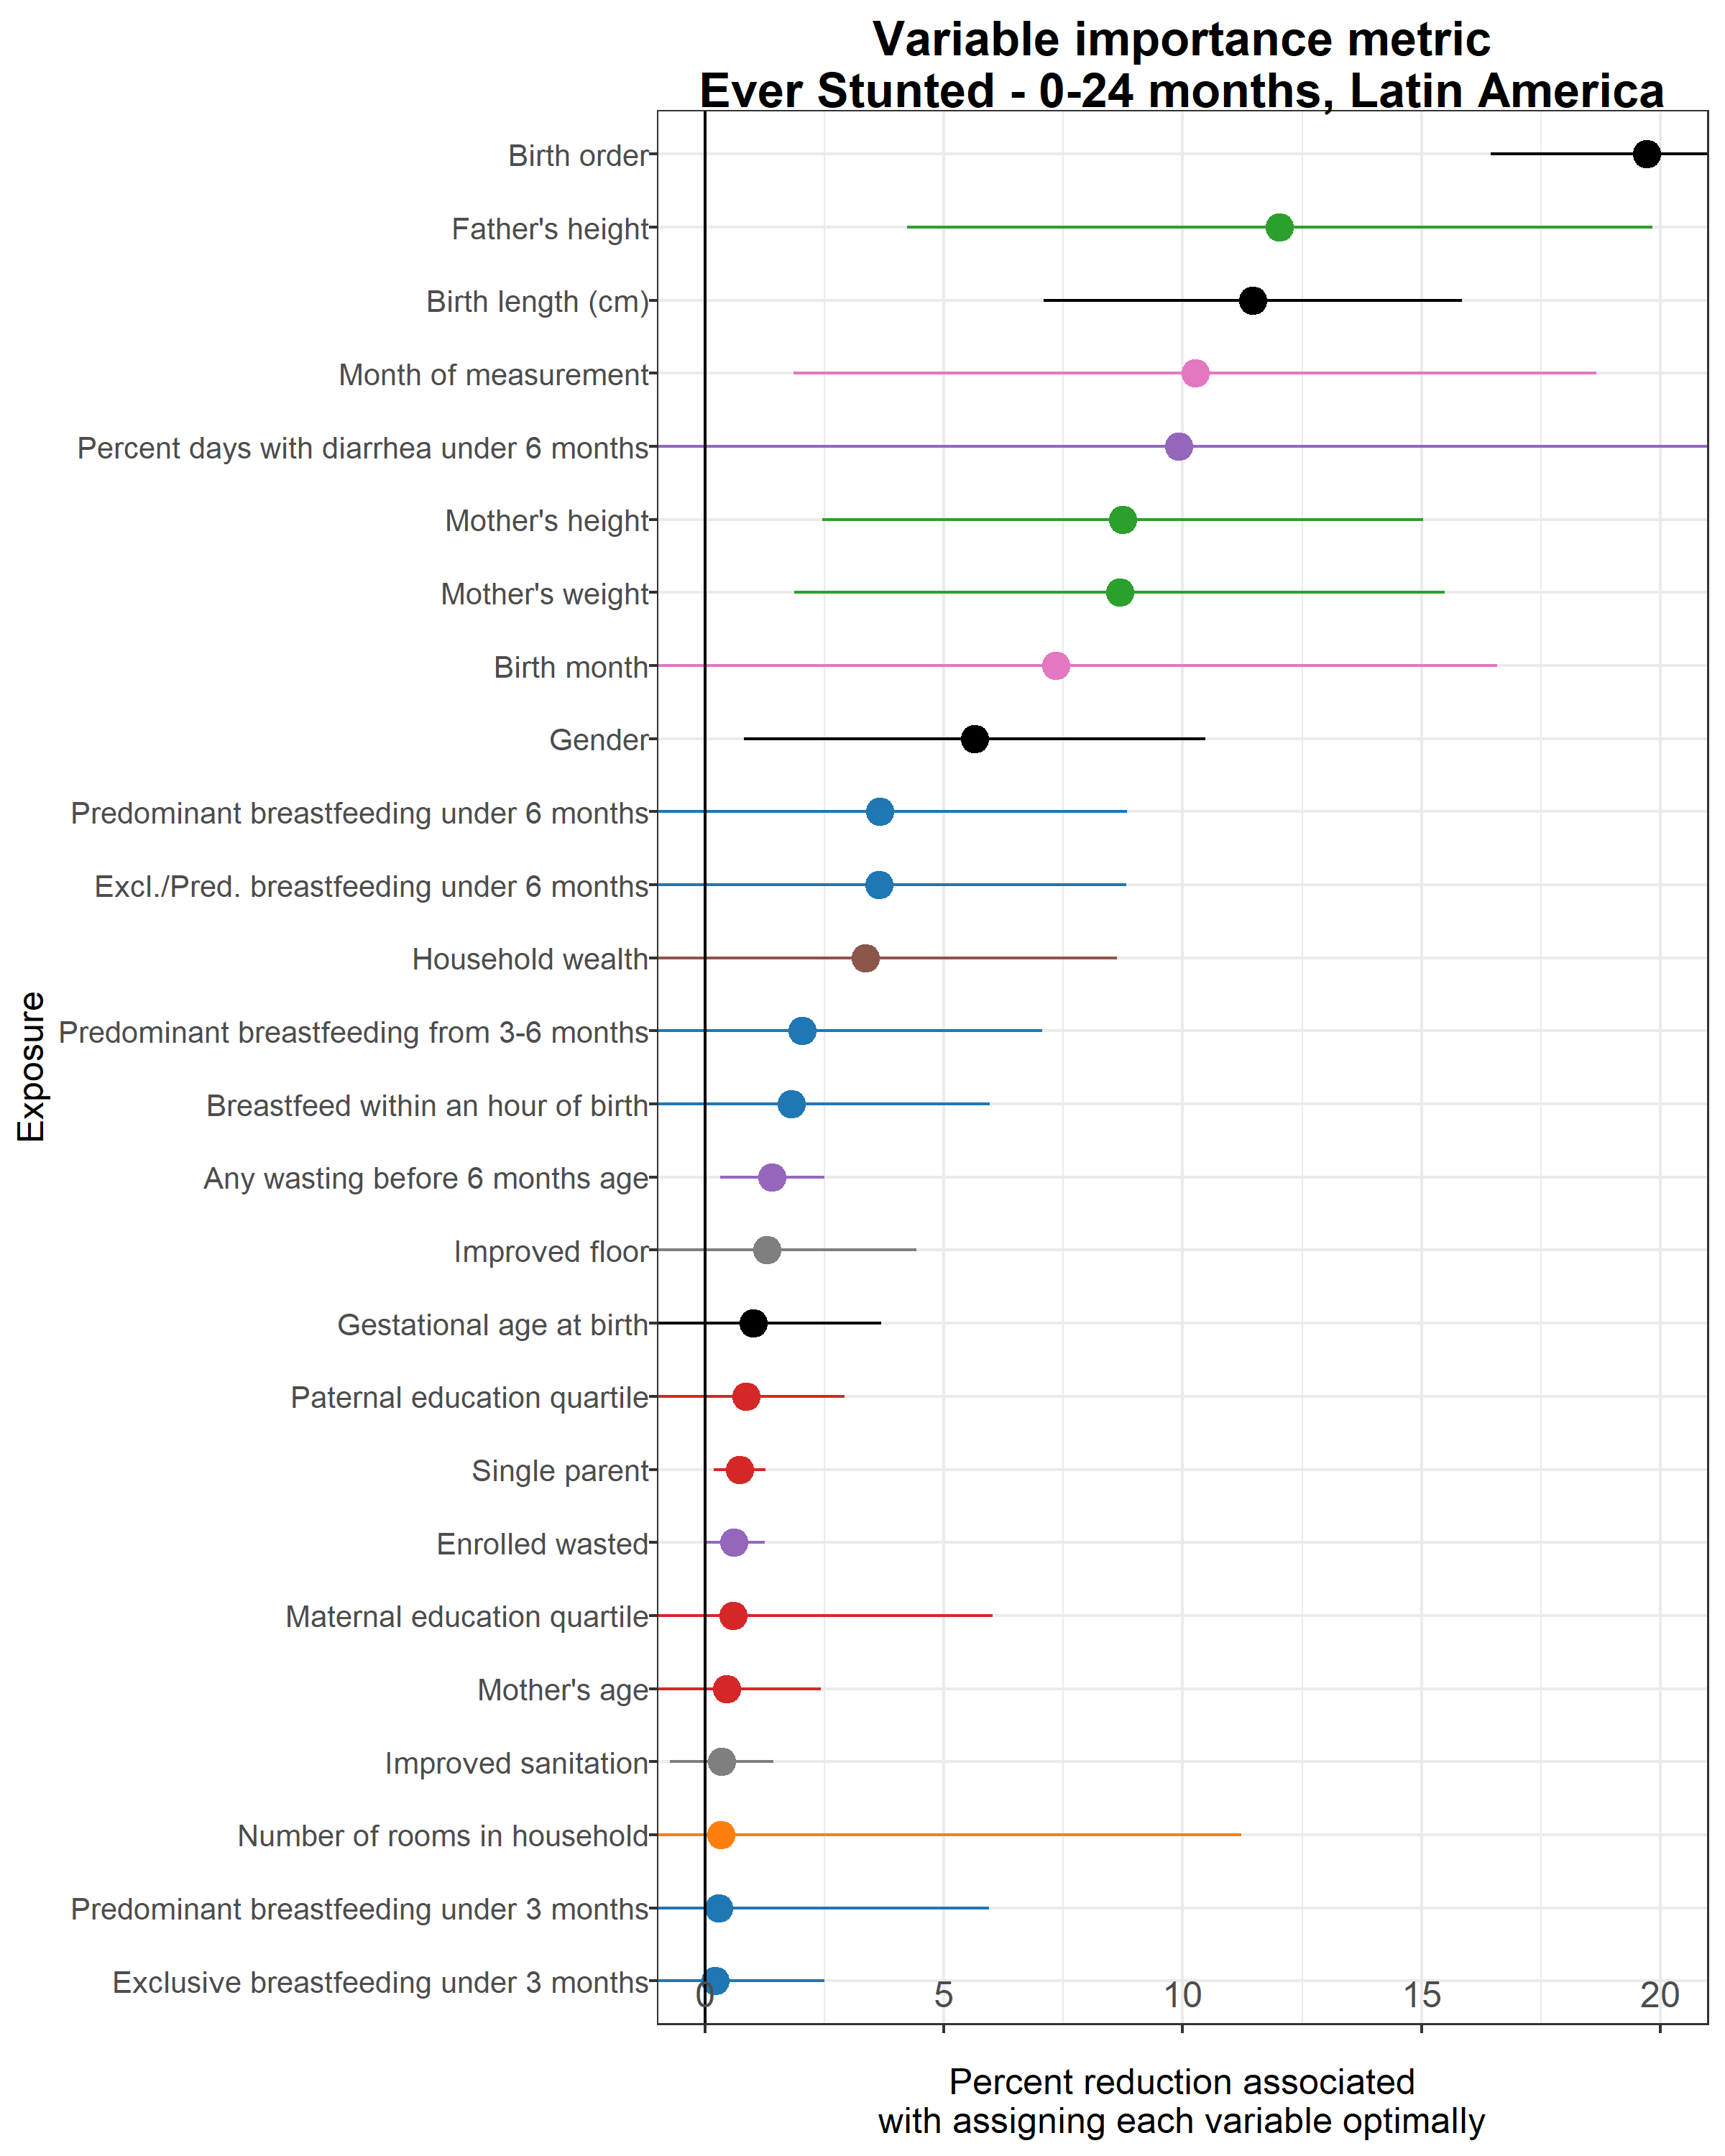 Variable importance metric
Ever Stunted - 0-24 months, Latin America
Birth order
Father's height
Birth length (cm)
Month of measurement
Percent days with diarrhea under 6 months
Mother's height
Mother's weight
Birth month
Gender
Predominant breastfeeding under 6 months
Excl./Pred. breastfeeding under 6 months
Household wealth
Predominant breastfeeding from 3-6 months
Breastfeed within an hour of birth
Any wasting before 6 months age
Improved floor
Gestational age at birth
Paternal education quartile
Single parent
Enrolled wasted
Maternal education quartile
Mother's age
Improved sanitation
Number of rooms in household
Predominant breastfeeding under 3 months
Exclusive breastfeeding under 3 months
Exposure
0 5 10 15 20
Percent reduction associated
with assigning each variable optimally